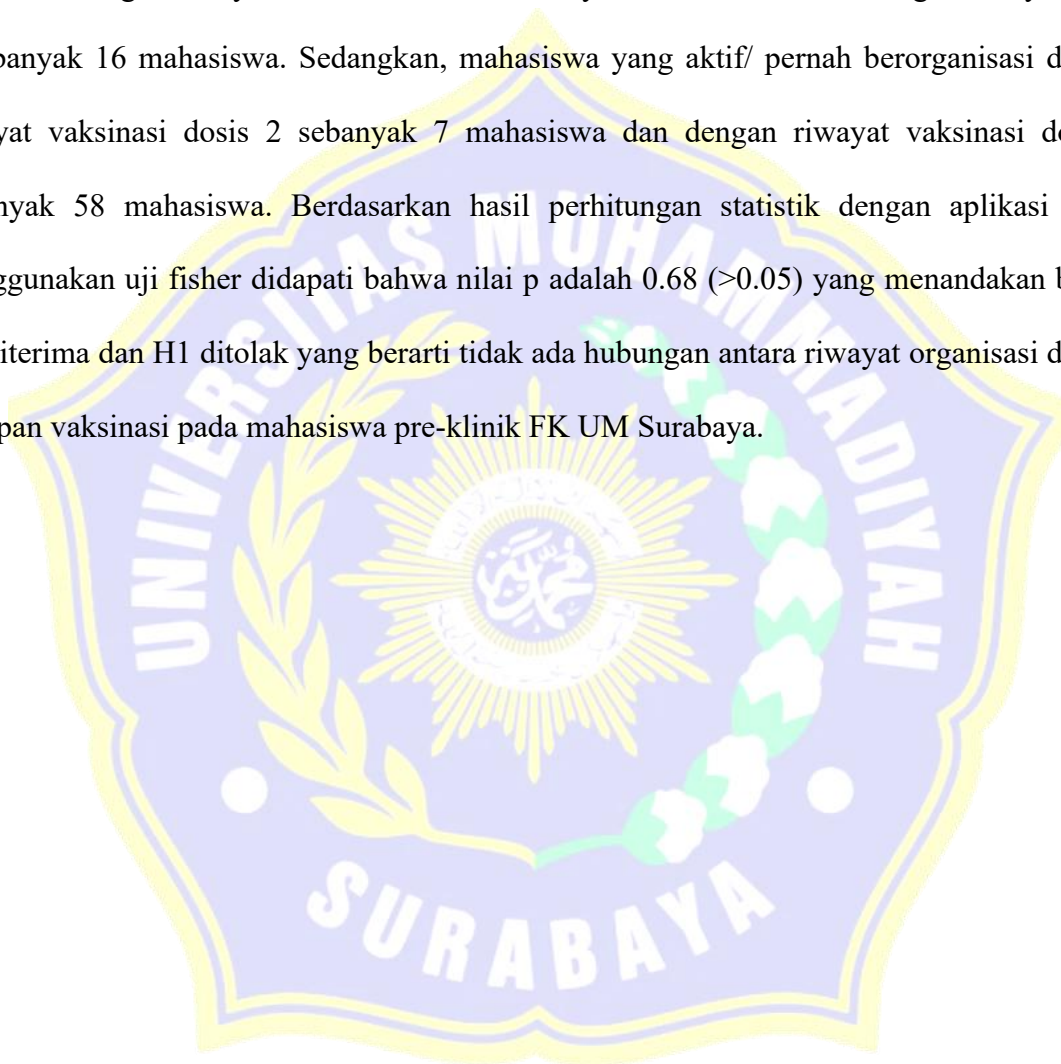 banyak 16 mahasiswa. Sedangkan, mahasiswa yang aktif/ pernah berorganisasi d
yat vaksinasi dosis 2 sebanyak 7 mahasiswa dan dengan riwayat vaksinasi do
nyak 58 mahasiswa. Berdasarkan hasil perhitungan statistik dengan aplikasi
ggunakan uji fisher didapati bahwa nilai p adalah 0.68 (>0.05) yang menandakan b
iterima dan H1 ditolak yang berarti tidak ada hubungan antara riwayat organisasi d
pan vaksinasi pada mahasiswa pre-klinik FK UM Surabaya.
UNIVERSITAS MUHAMMADIYAH
SURABAYA